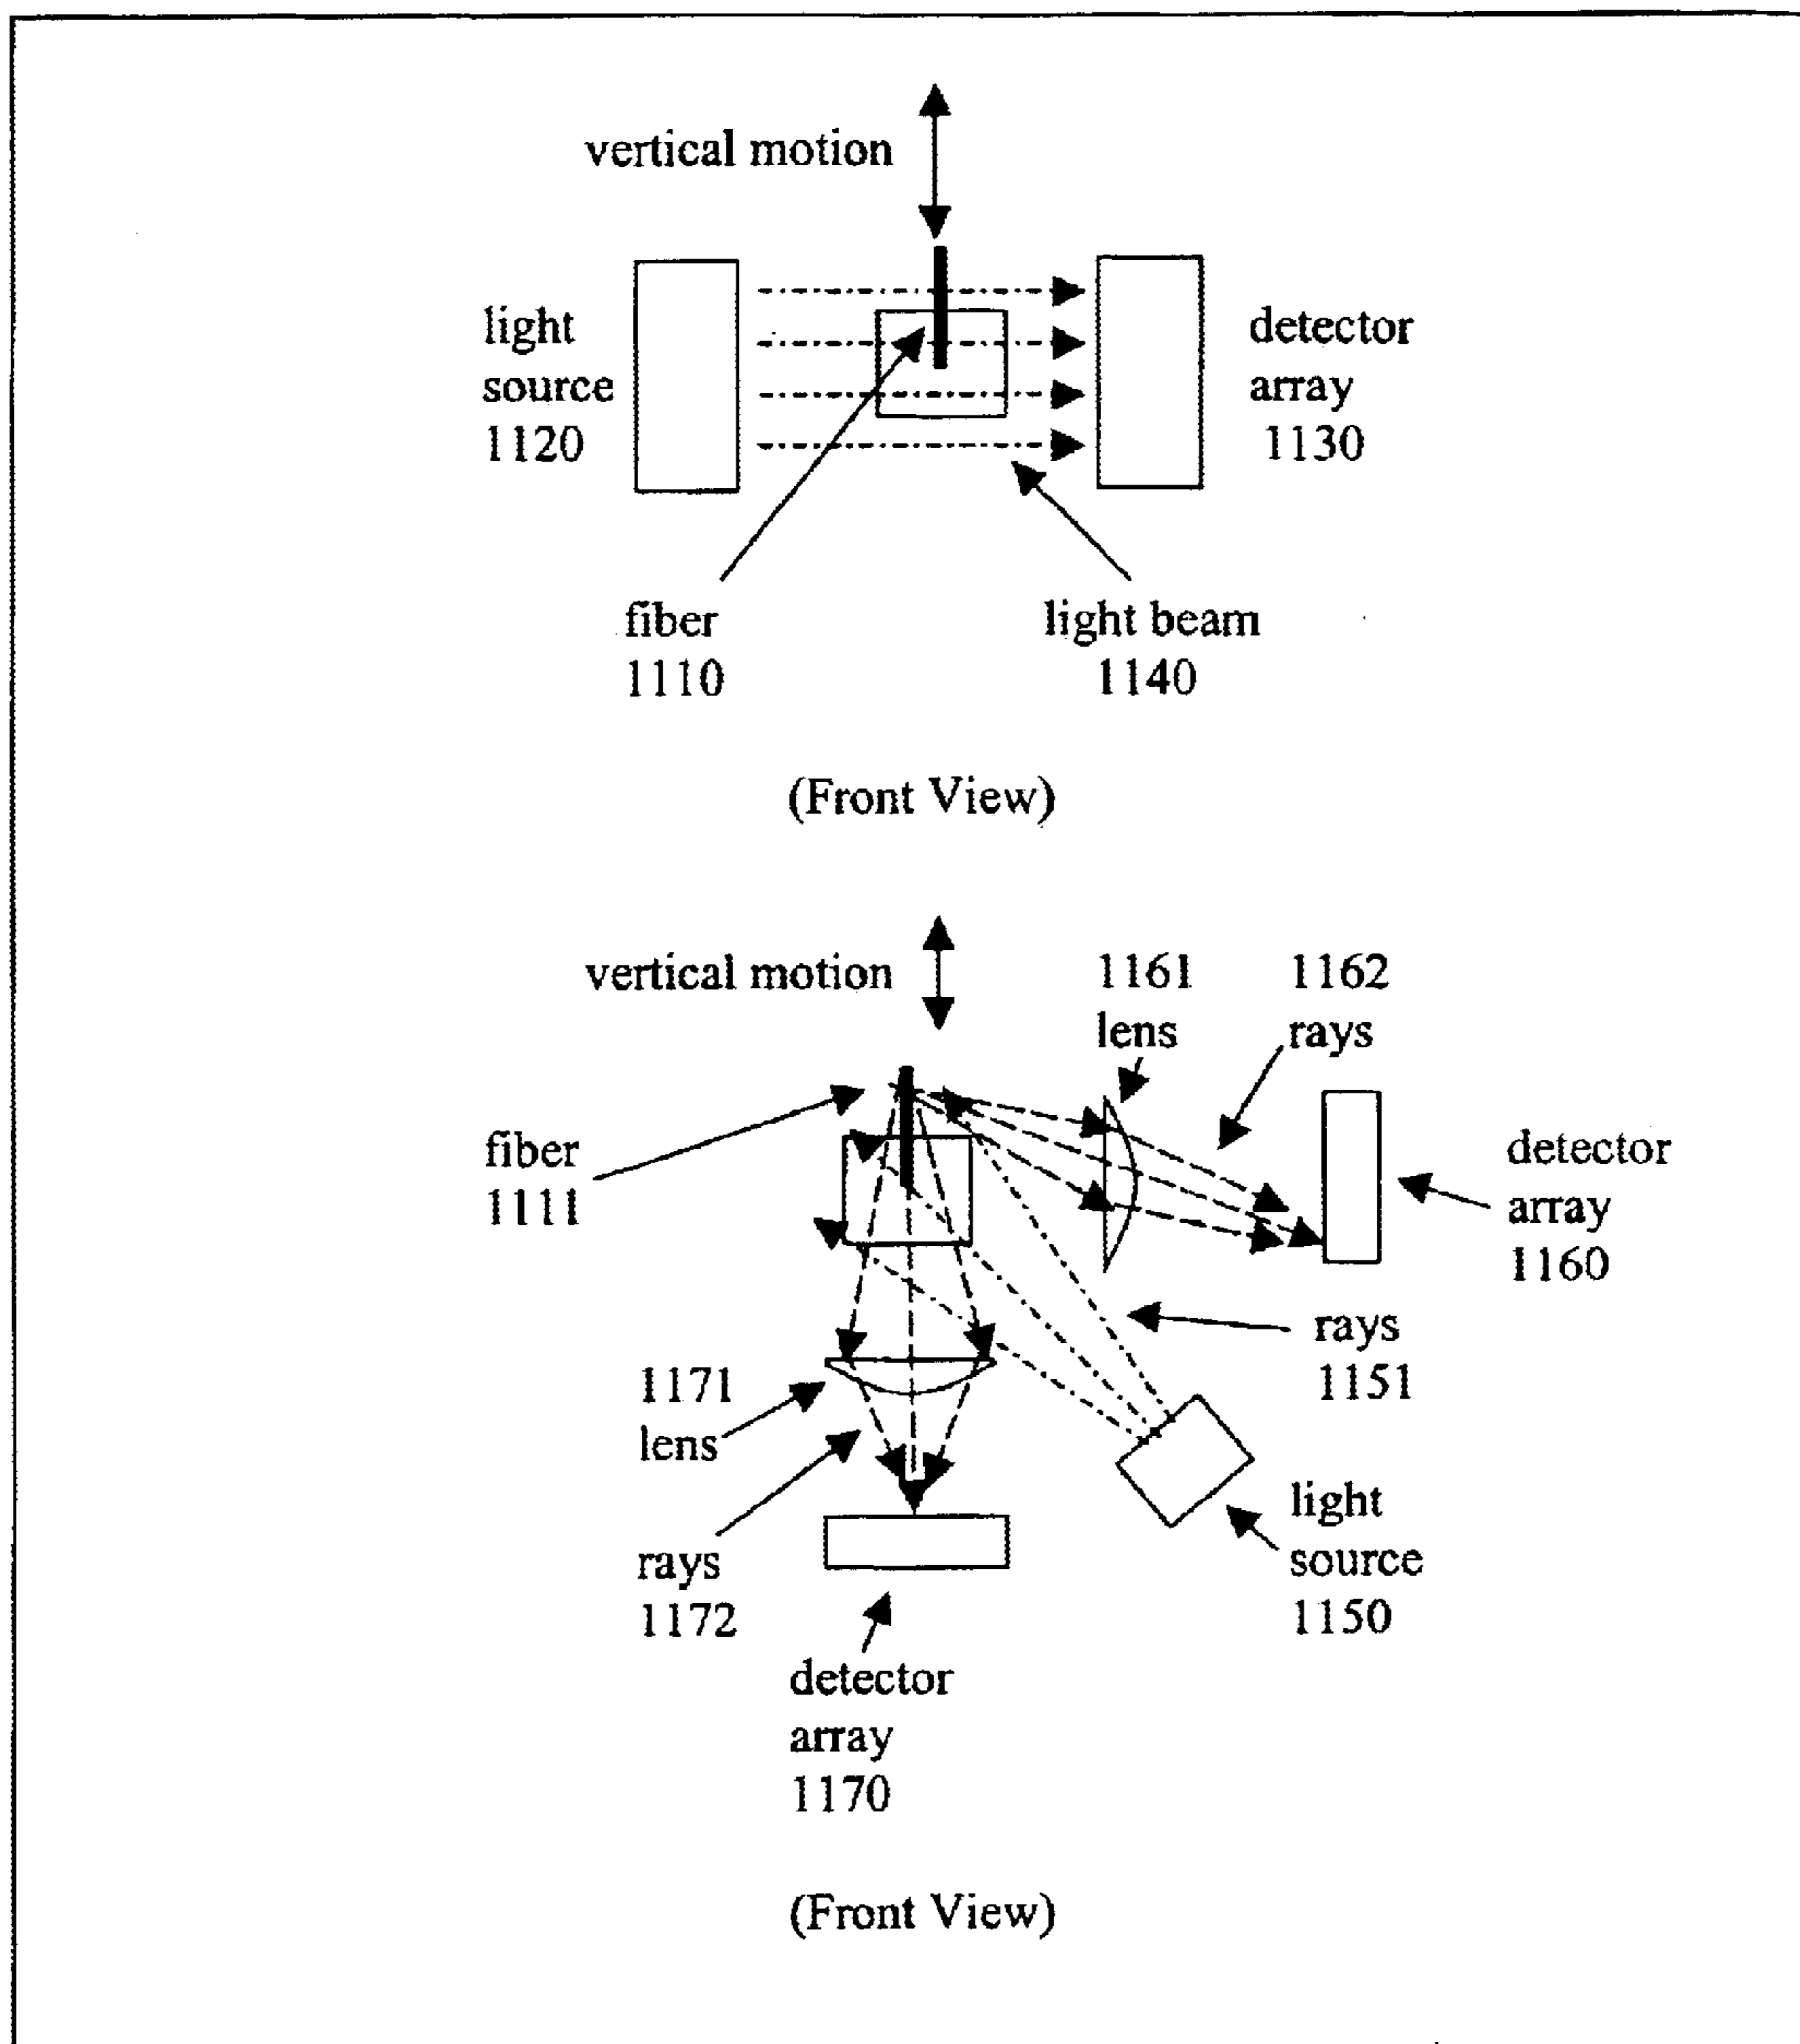 vertical motion
light
source
1120
detector
array
1130
fiber
1110
light beam
1140
(Front View)
vertical motion
1161
lens
1162
rays
fiber
1111
detector
array
1160
rays
1151
1171
lens
light
source
1150
rays
1172
detector
array
1170
(Front View)